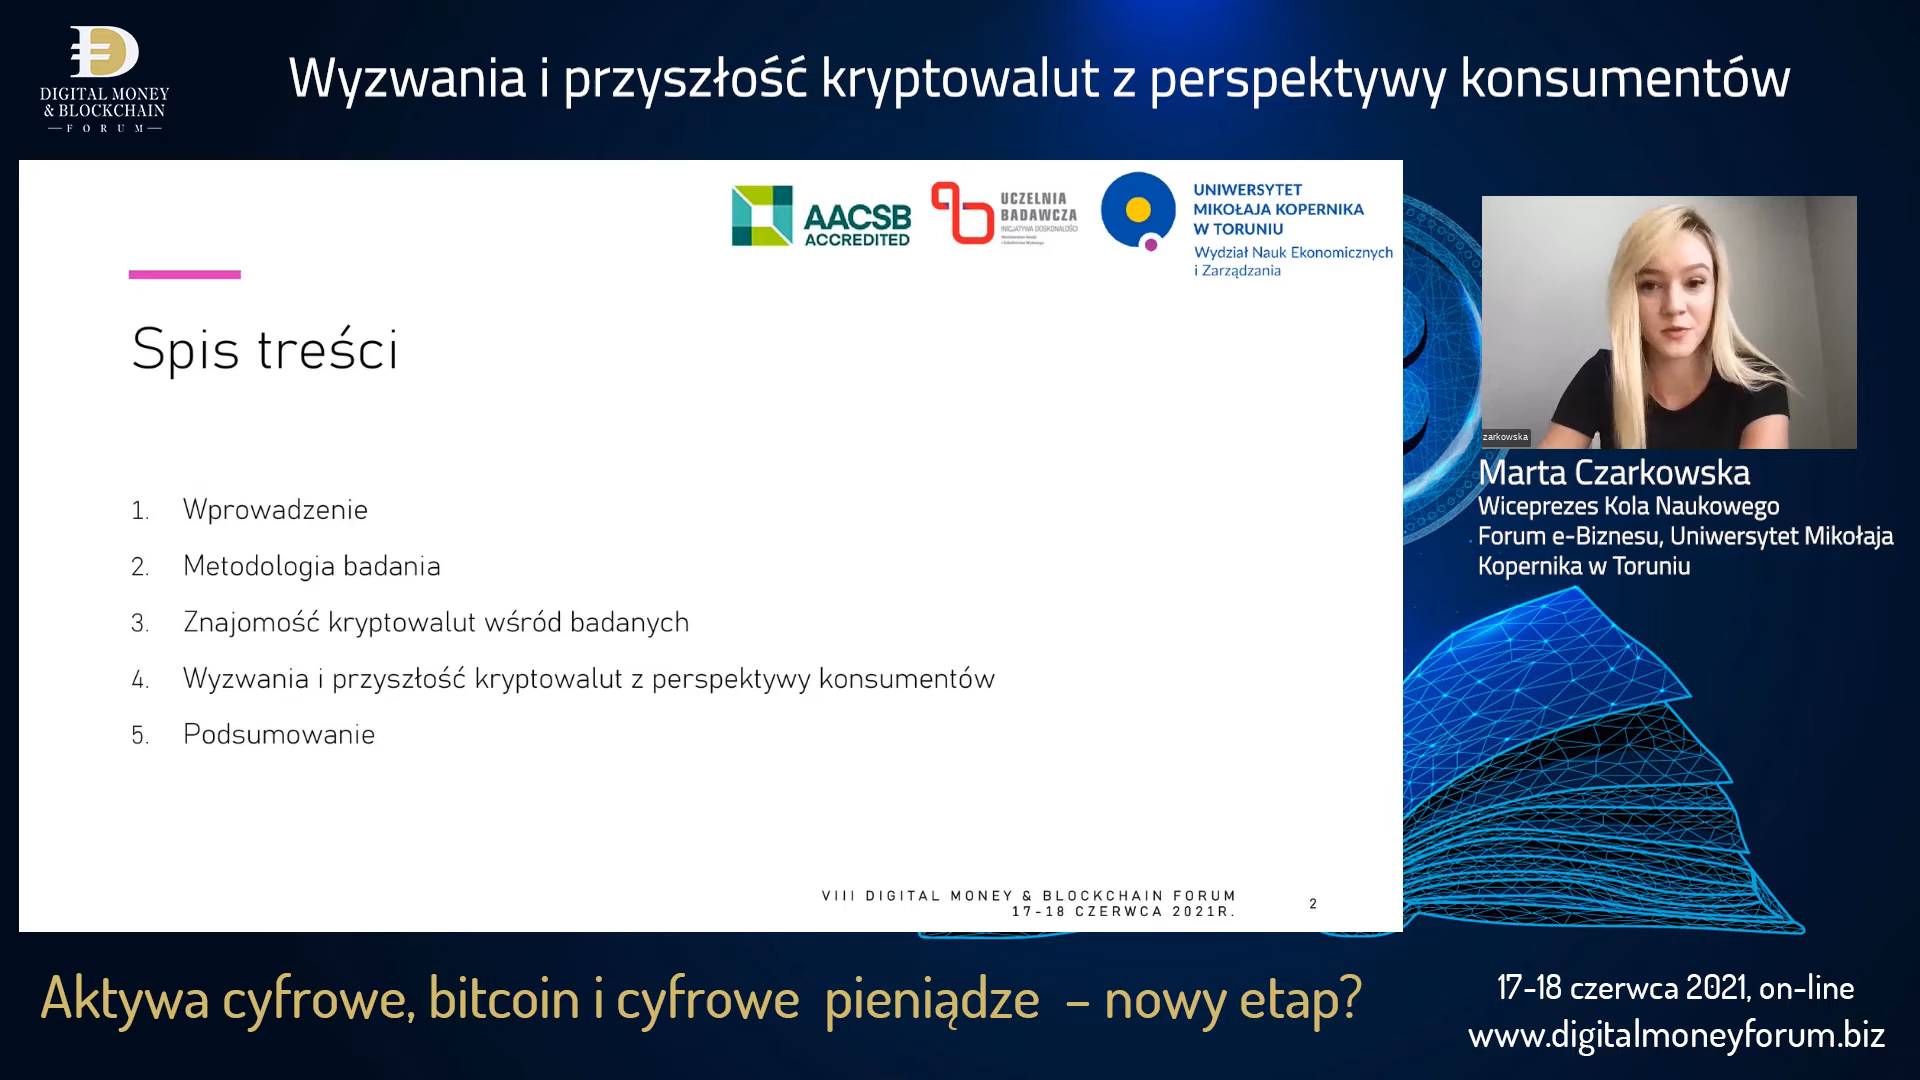 DIGITAL MONEY
& BLOCKCHAIN
FORUM
Wyzwania i przyszłość kryptowalut z perspektywy konsumentów
AACSB
ACCREDITED
UCZELNIA
BADAWCZA
INICJATYWA DOSKONAŁOŚCI
UNIWERSYTET
MIKOŁAJA KOPERNIKA
W TORUNIU
Wydział Nauk Ekonomicznych
i Zarządzania
Spis treści
1. Wprowadzenie
2. Metodologia badania
3. Znajomość kryptowalut wśród badanych
4. Wyzwania i przyszłość kryptowalut z perspektywy konsumentów
5. Podsumowanie
VIII DIGITAL MONEY & BLOCKCHAIN FORUM
17-18 CZERWCA 2021R.
2
zarkowska
Marta Czarkowska
Wiceprezes Kola Naukowego
Forum e-Biznesu, Uniwersytet Mikołaja
Kopernika w Toruniu
Aktywa cyfrowe, bitcoin i cyfrowe pieniądze – nowy etap?
17-18 czerwca 2021, on-line
www.digitalmoneyforum.biz